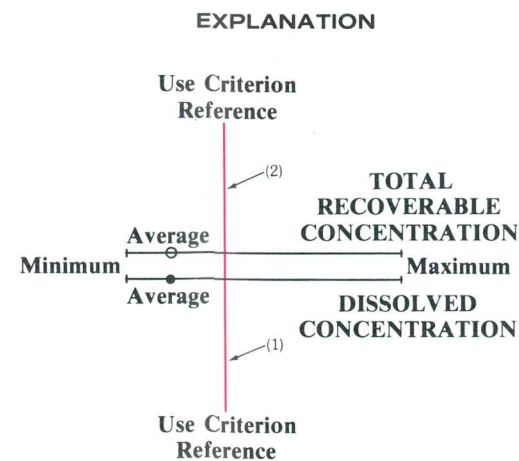 EXPLANATION
Use Criterion
Reference
(2)
TOTAL
RECOVERABLE
CONCENTRATION
Average
Minimum
Maximum
Average
DISSOLVED
CONCENTRATION
(1)
Use Criterion
Reference